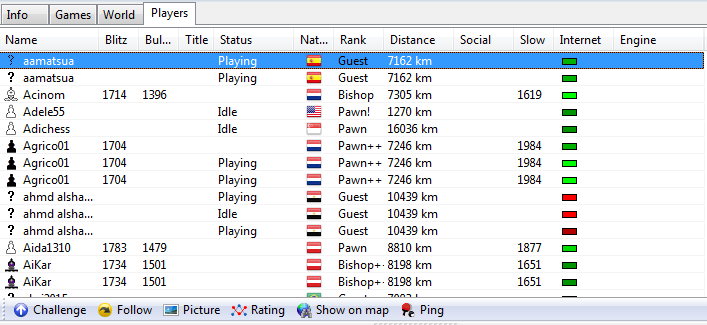 Info Games World Players
Name Blitz Bul... Title Status Nat... Rank Distance Social Slow Internet Engine
? aamatsua Playing Guest 7162 km
? aamatsua Playing Guest 7162 km
Acinom 1714 1396 Bishop 7305 km 1619
Adele55 Idle Pawn! 1270 km
Adichess Idle Pawn 16036 km
Agrico01 1704 Pawn++ 7246 km 1984
Agrico01 1704 Playing Pawn++ 7246 km 1984
Agrico01 1704 Playing Pawn++ 7246 km 1984
? ahmd alsha... Playing Guest 10439 km
? ahmd alsha... Idle Guest 10439 km
? ahmd alsha... Playing Guest 10439 km
Aida1310 1783 1479 Pawn 8810 km 1877
AiKar 1734 1501 Bishop+ 8198 km 1651
AiKar 1734 1501 Bishop+ 8198 km 1651
Challenge Follow Picture Rating Show on map Ping